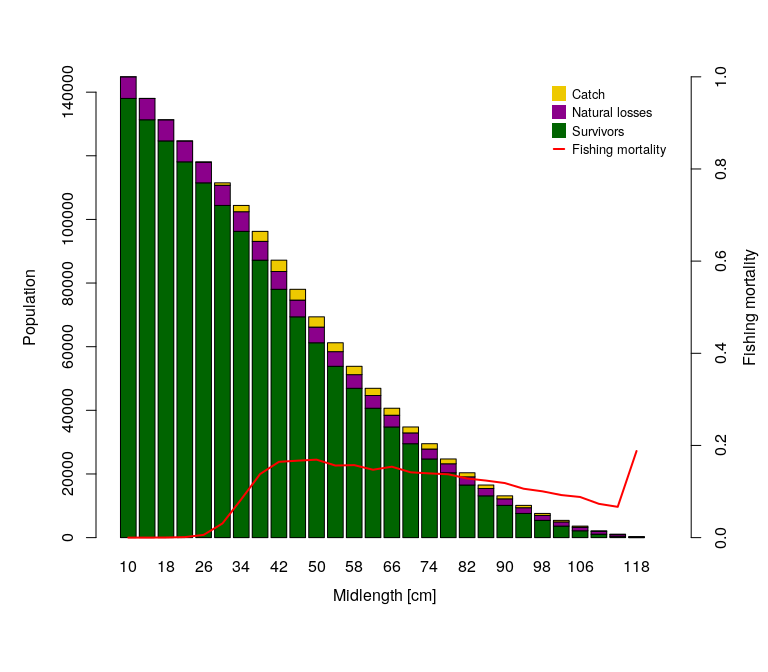 Catch
Natural losses
Survivors
Fishing mortality
Population
0
20000
40000
60000
80000
100000
140000
Fishing mortality
0.0
0.2
0.4
0.6
0.8
1.0
10 18 26 34 42 50 58 66 74 82 90 98 106 118
Midlength [cm]